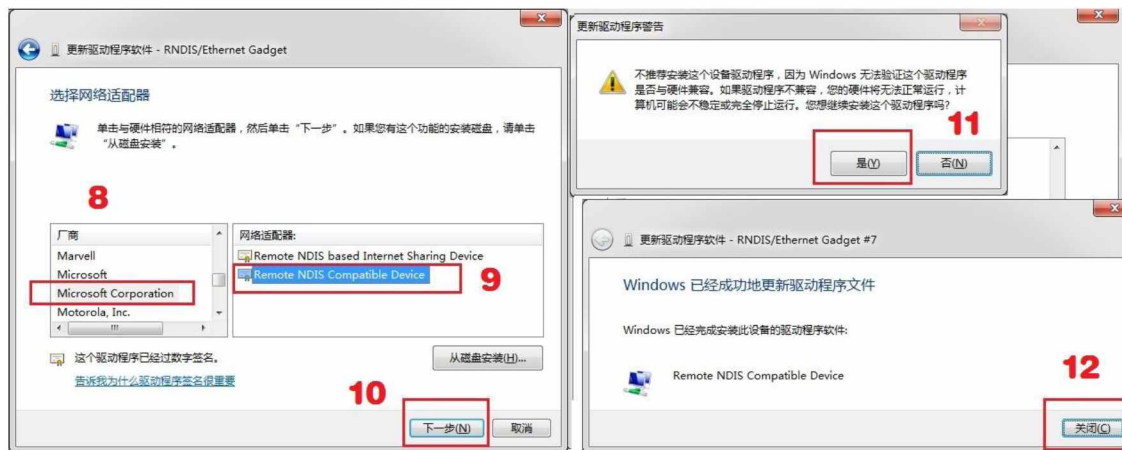 更新驱动程序软件 - RNDIS/Ethernet Gadget
选择网络适配器
单击与硬件相符的网络适配器，然后单击“下一步”。如果您有这个功能的安装磁盘，请单击
“从磁盘安装”。
8
厂商
Marvell
Microsoft
Microsoft Corporation
Motorola, Inc.
网络适配器:
Remote NDIS based Internet Sharing Device
Remote NDIS Compatible Device
9
这个驱动程序已经过数字签名。
告诉我为什么驱动程序签名很重要
从磁盘安装(H)...
10
下一步(N)
取消
更新驱动程序警告
不推荐安装这个设备驱动程序，因为 Windows 无法验证这个驱动程序
是否与硬件兼容。如果驱动程序不兼容，您的硬件将无法正常运行，计
算机可能会不稳定或完全停止运行。您想继续安装这个驱动程序吗?
11
是(Y)
否(N)
更新驱动程序软件 - RNDIS/Ethernet Gadget #7
Windows 已经成功地更新驱动程序文件
Windows 已经完成安装此设备的驱动程序软件:
Remote NDIS Compatible Device
12
关闭(C)